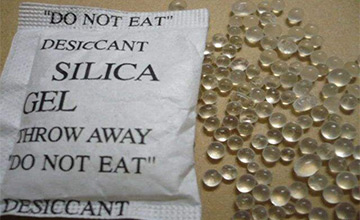 "DO NOT EAT"
DESICCANT
SILICA
GEL
THROW AWAY
"DO NOT EAT"
DESICCANT